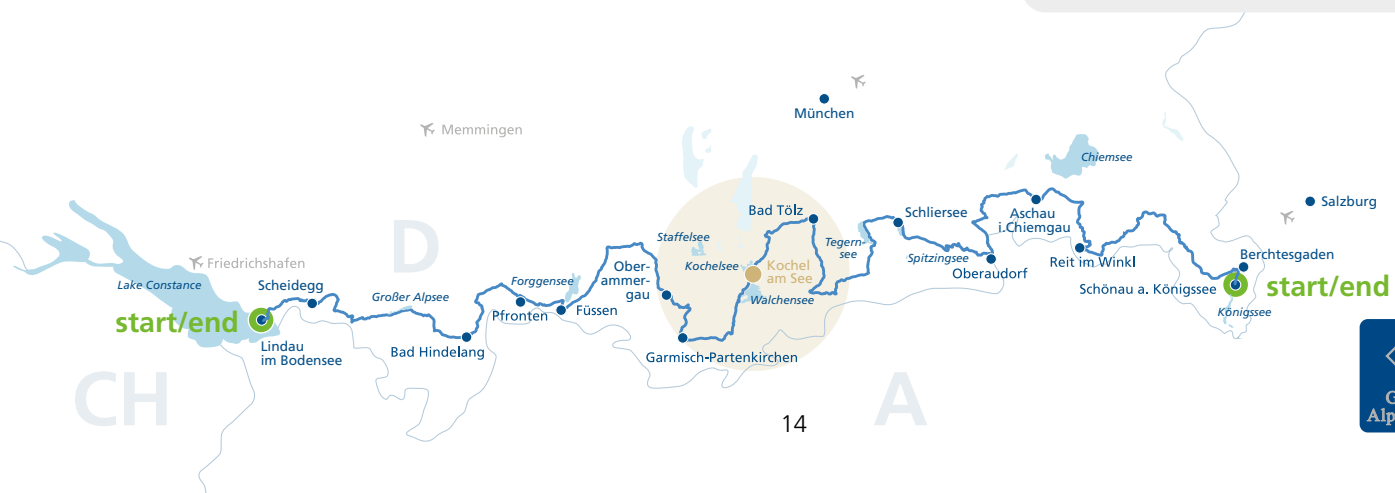 München
Memmingen
Chiemsee
Salzburg
Bad Tölz
Schliersee
Aschau
i.Chiemgau
D
Staffelsee
Tegern-
see
Spitzingsee
Oberaudorf
Reit im Winkl
Berchtesgaden
Friedrichshafen
Lake Constance
Scheidegg
Großer Alpsee
Forggensee
Ober-
ammer-
gau
Kochelsee
Kochel
am See
Walchensee
Schönau a. Königssee
start/end
Königssee
start/end
Lindau
im Bodensee
Bad Hindelang
Pfronten
Füssen
Garmisch-Partenkirchen
CH
A
14